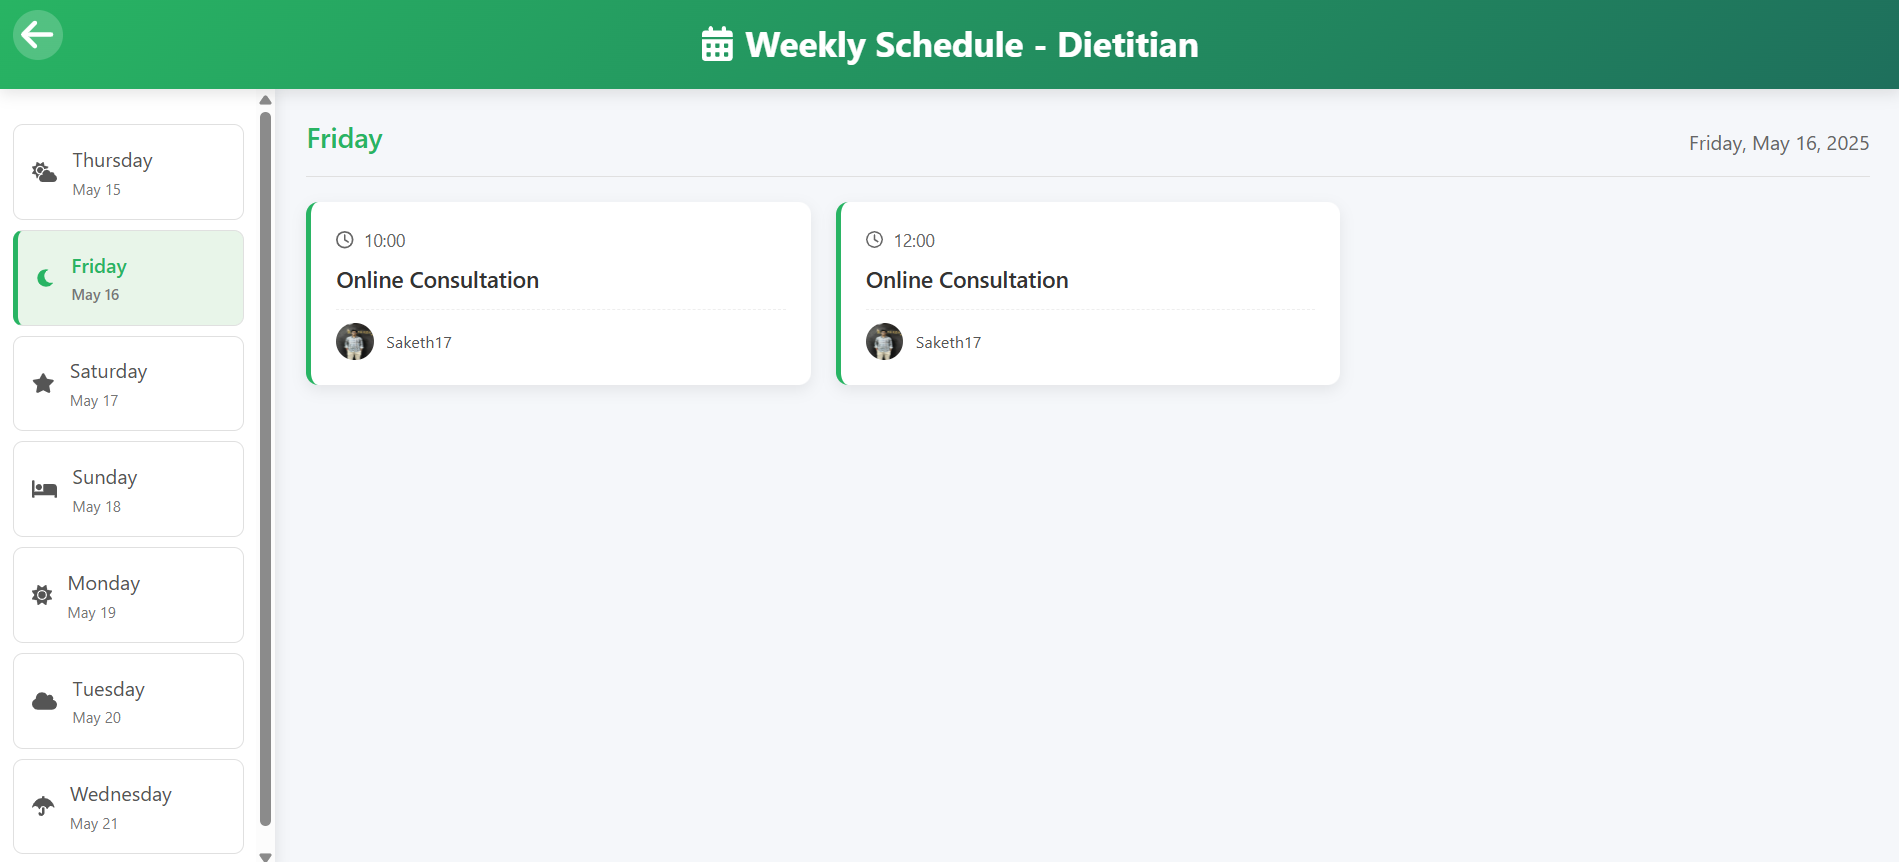 Weekly Schedule - Dietitian
Thursday
May 15
Friday
May 16
Saturday
May 17
Sunday
May 18
Monday
May 19
Tuesday
May 20
Wednesday
May 21
Friday
Friday, May 16, 2025
10:00
Online Consultation
Saketh17
12:00
Online Consultation
Saketh17